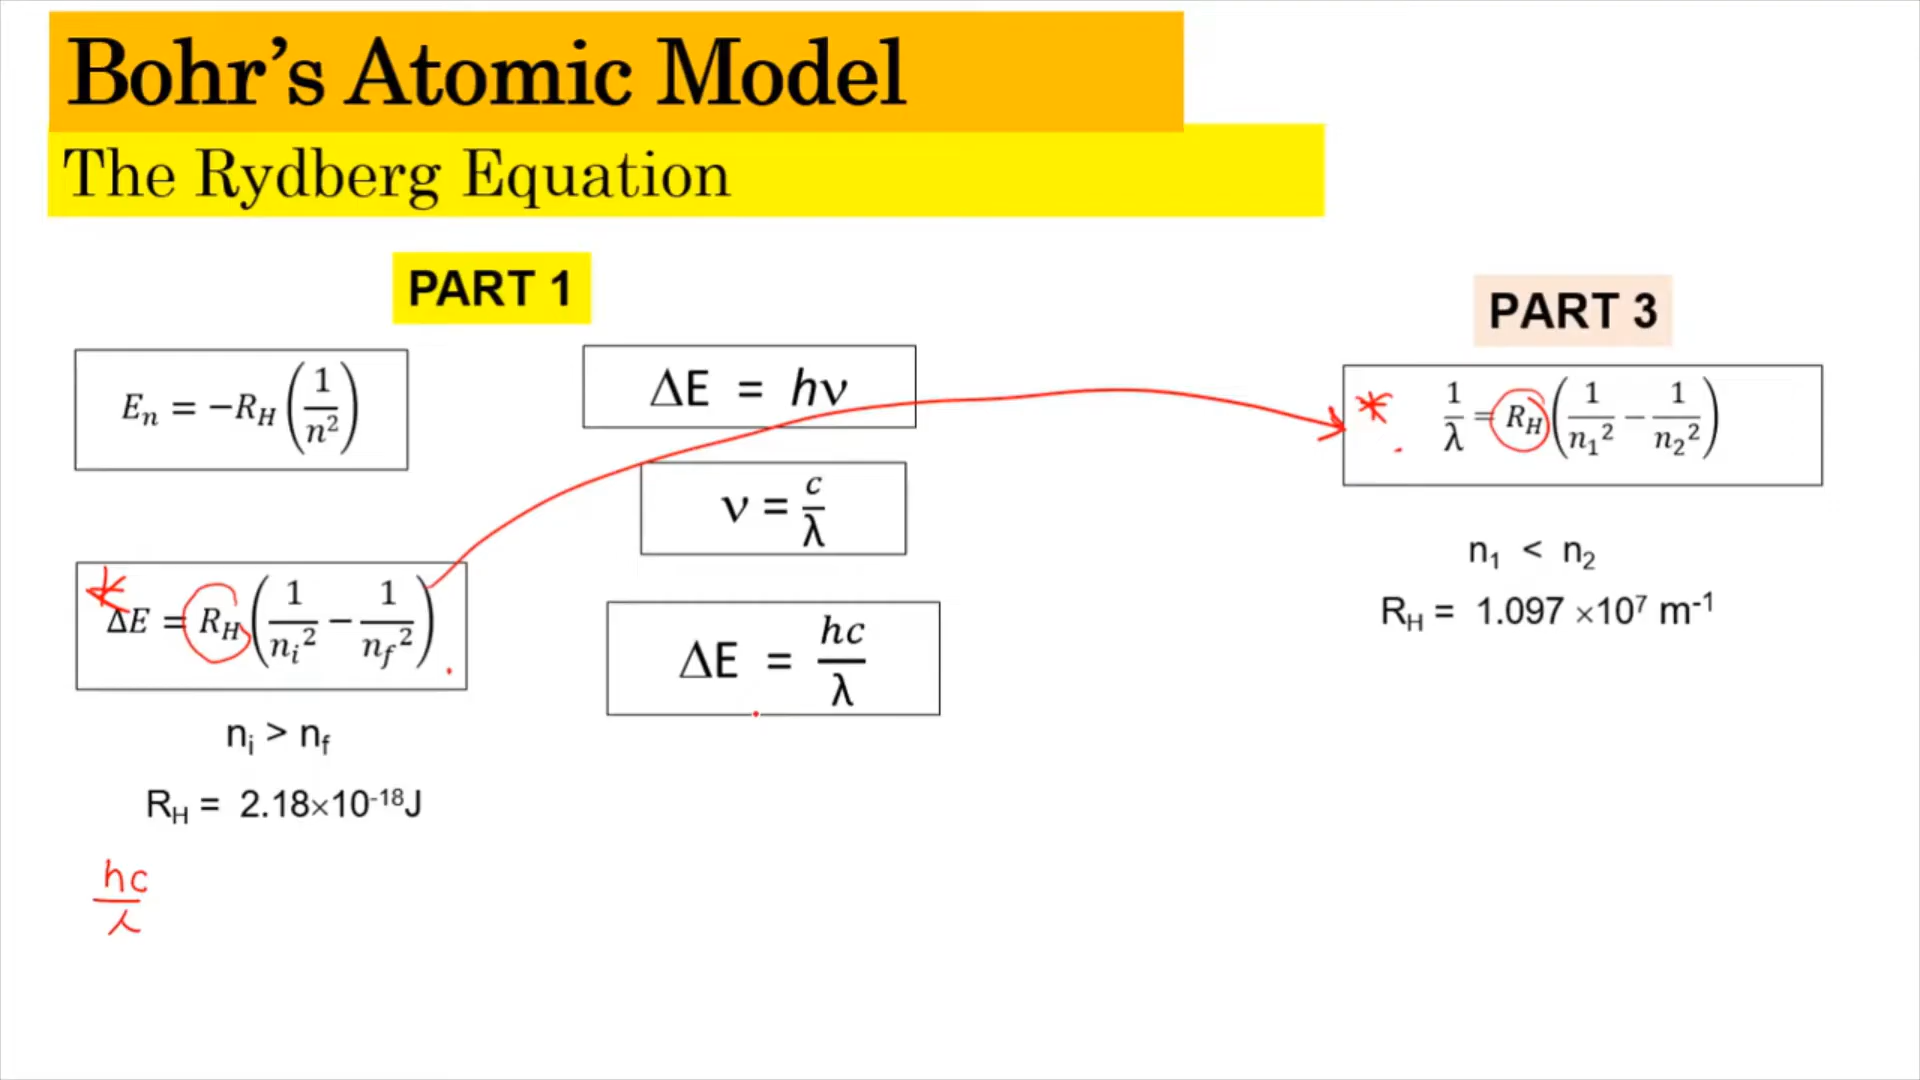 Bohr's Atomic Model
The Rydberg Equation
PART 1
Eₙ = −R_H (1/n²)
ΔE = R_H (1/nᵢ² − 1/n_f²)
nᵢ > n_f
R_H = 2.18×10⁻¹⁸J
hc/λ
ΔE = hν
ν = c/λ
ΔE = hc/λ
PART 3
* 1/λ = R_H (1/n₁² − 1/n₂²)
n₁ < n₂
R_H = 1.097 ×10⁷ m⁻¹